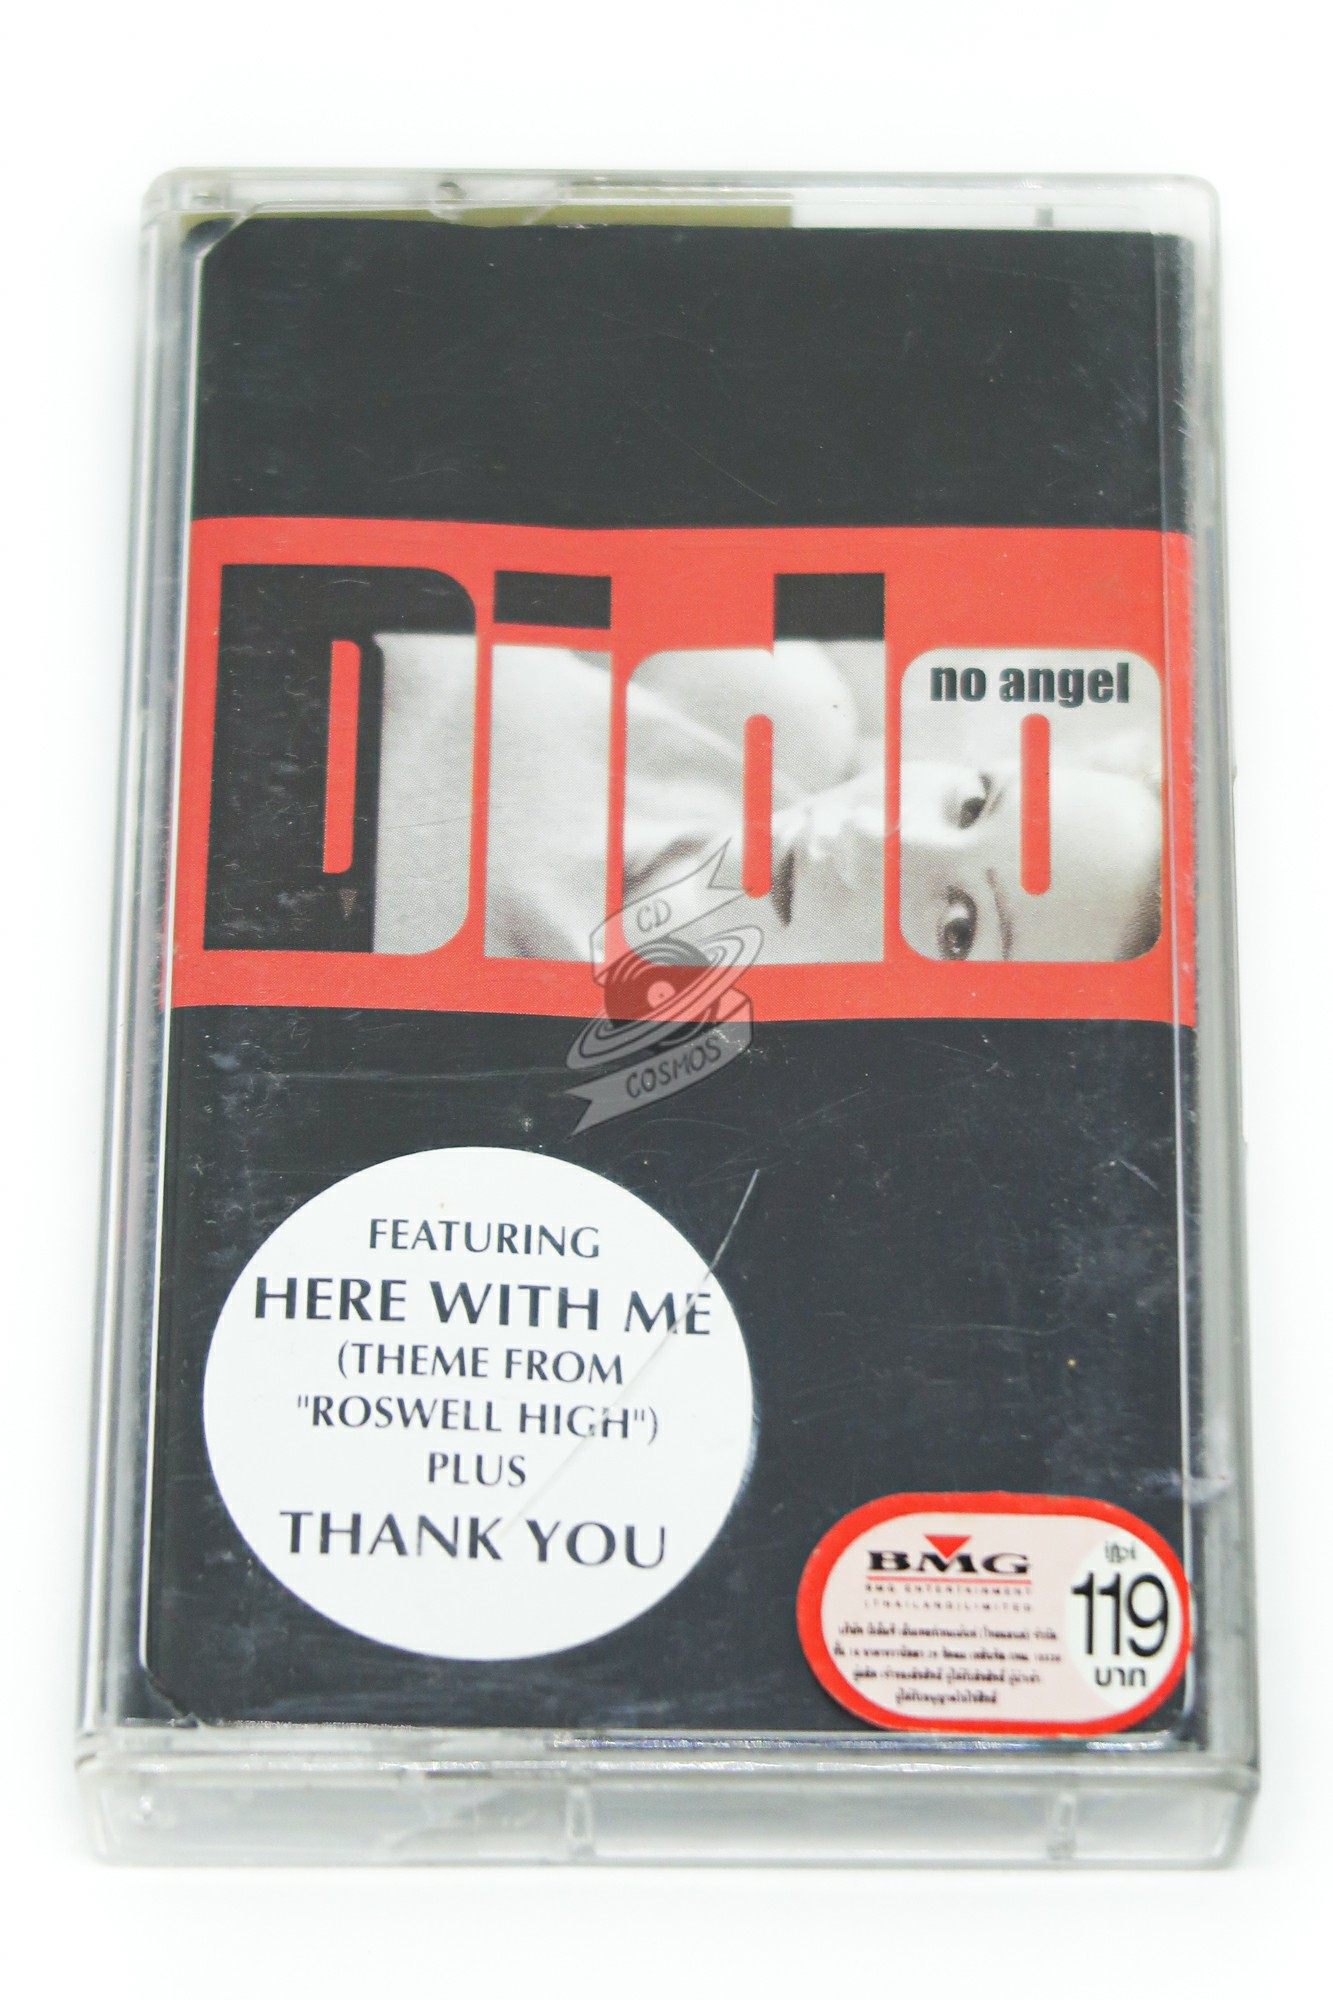 Dido
no angel
CD
COSMOS
FEATURING
HERE WITH ME
(THEME FROM
"ROSWELL HIGH")
PLUS
THANK YOU
BMG
BMG ENTERTAINMENT
(THAILAND) LIMITED
119
บาท